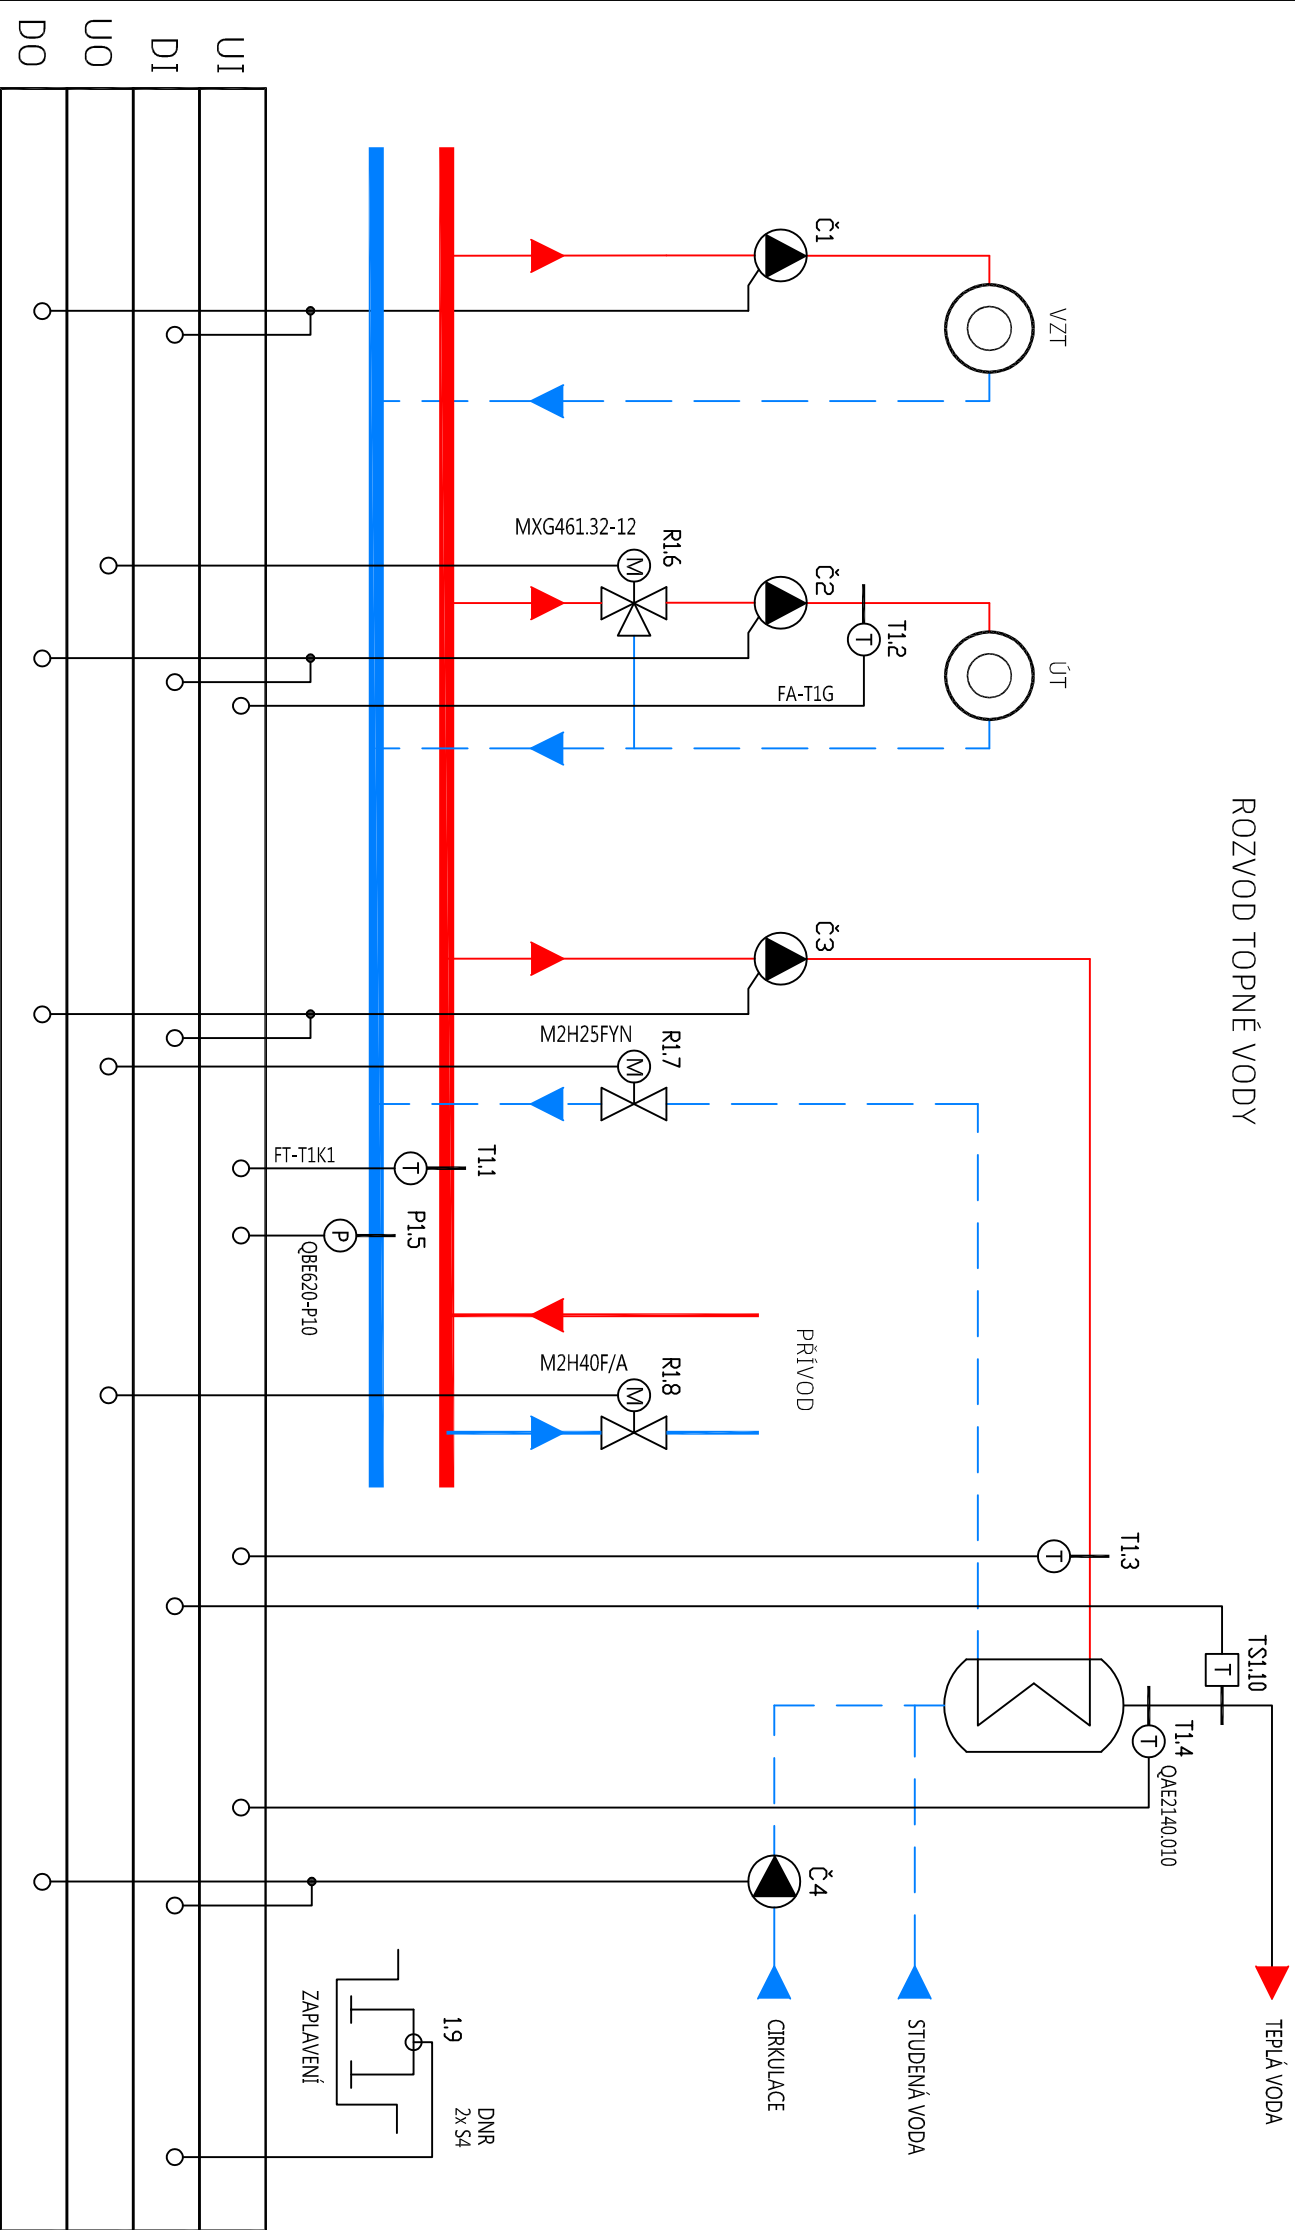 ROZVOD TOPNÉ VODY
TEPLÁ VODA
STUDENÁ VODA
CIRKULACE
VZT
ÚT
PŘÍVOD
Č1
Č2
Č3
Č4
T1.2
FA-T1G
R1.6
MXG461.32-12
R1.7
M2H25FYN
T1.1
FT-T1K1
P1.5
QBE620-P10
R1.8
M2H40F/A
T1.3
TS1.10
T1.4
QAE2140.010
1.9
DNR
2x S4
ZAPLAVENÍ
T
T
P
T
T
T
M
M
M
UI
DI
UO
DO